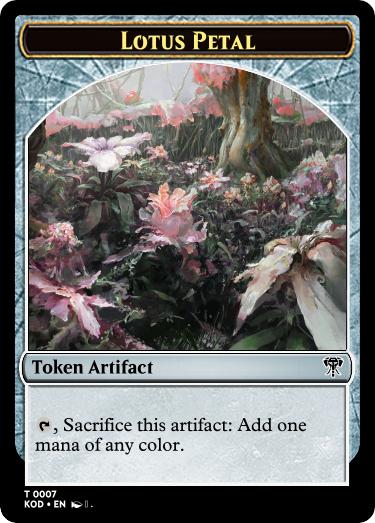 Lotus Petal
Token Artifact
, Sacrifice this artifact: Add one
mana of any color.
T 0007
KOD • EN